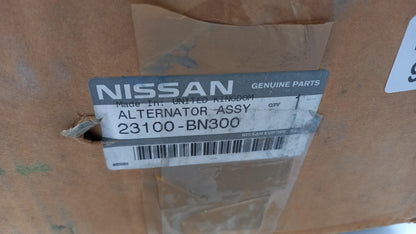 NISSAN GENUINE PARTS
Made In: UNITED KINGDOM
ALTERNATOR ASSY QTY 1
23100-BN300